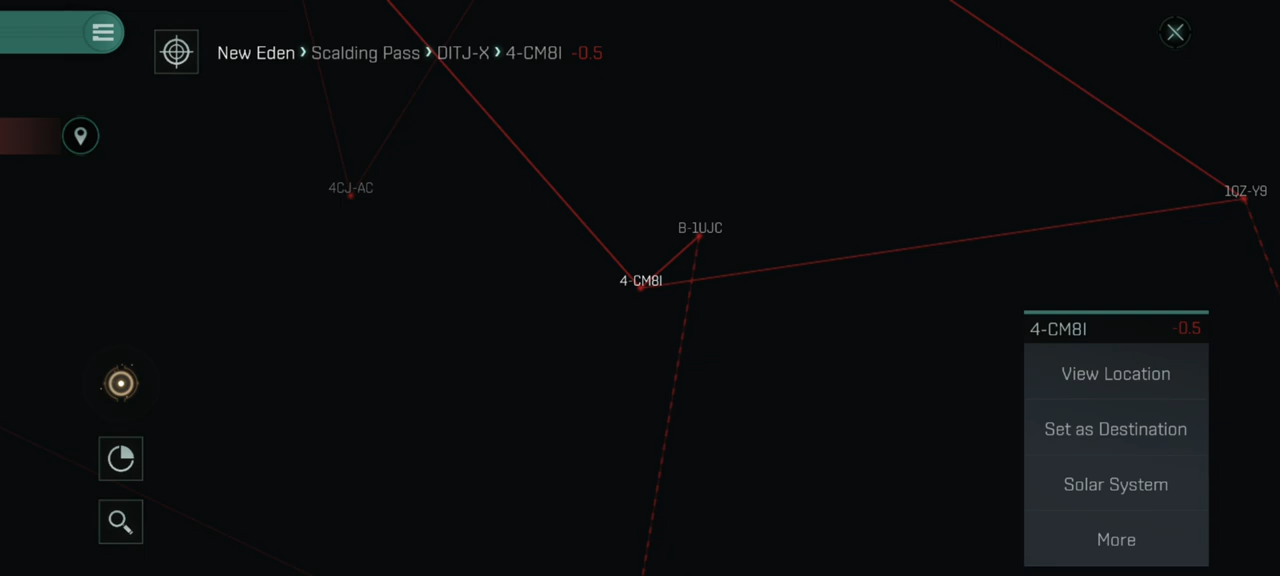 New Eden › Scalding Pass › DITJ-X › 4-CM8I -0.5
4CJ-AC
1QZ-Y9
B-1UJC
4-CM8I
4-CM8I -0.5
View Location
Set as Destination
Solar System
More